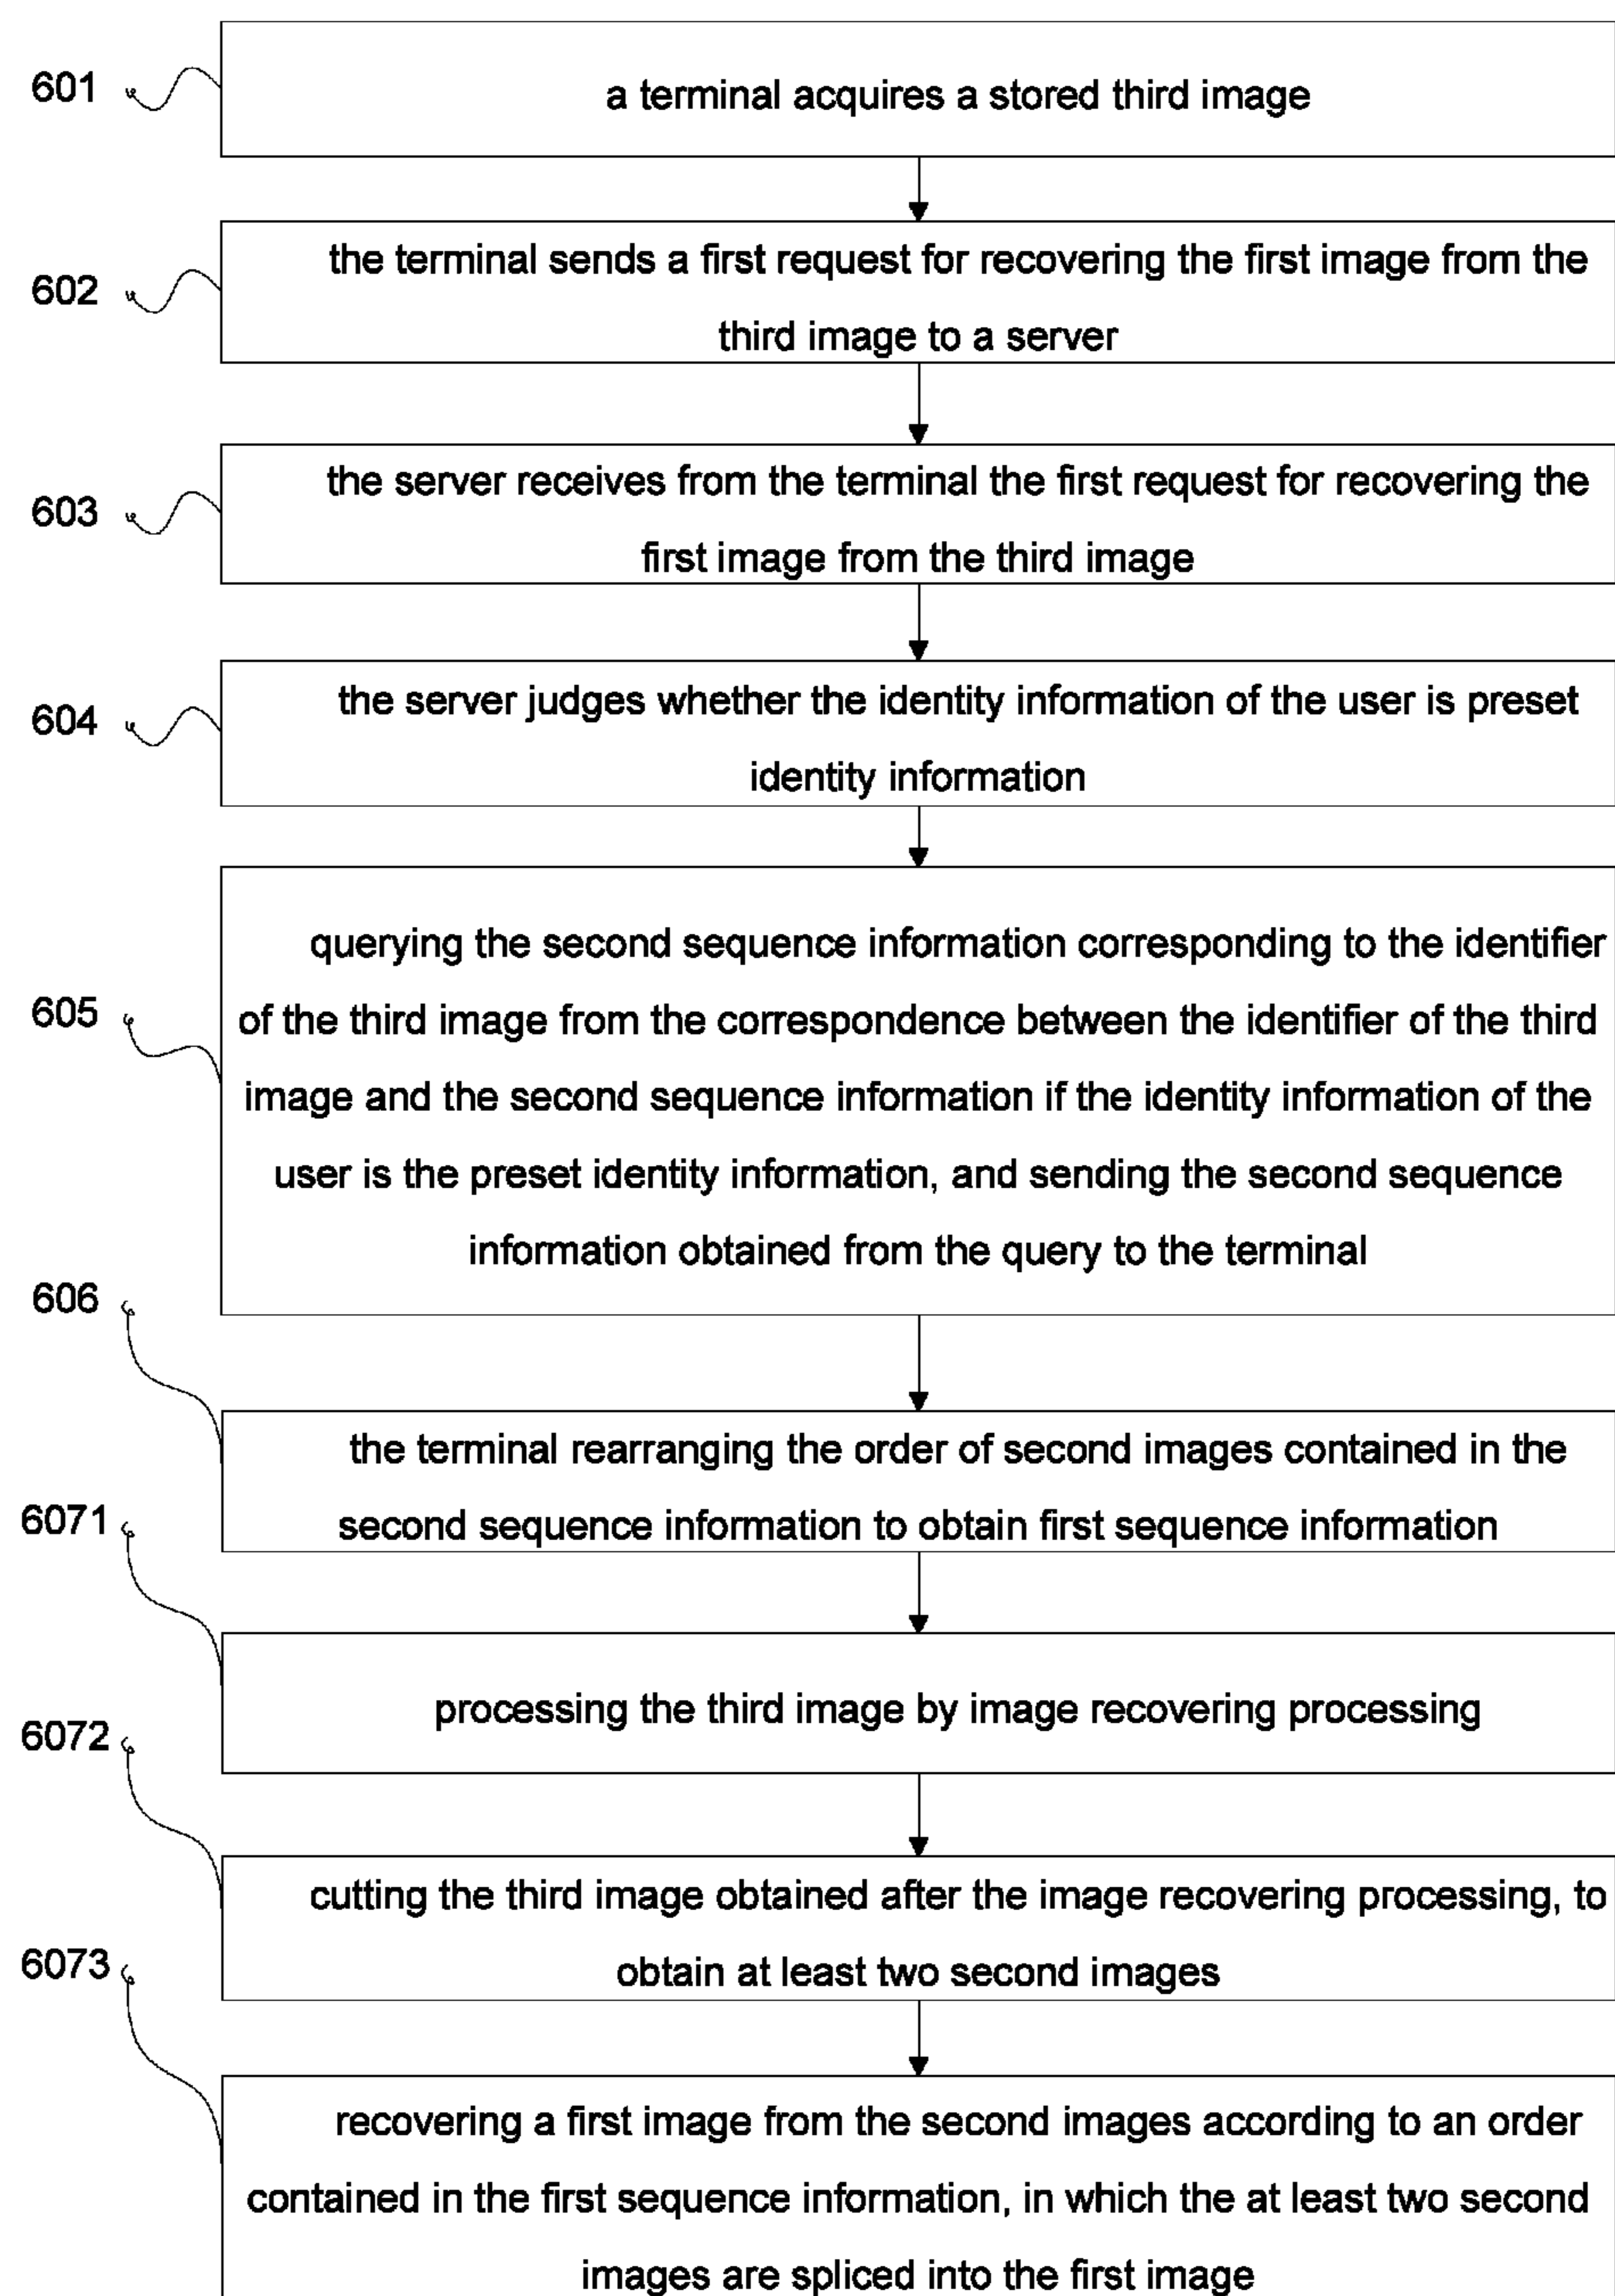 601
a terminal acquires a stored third image
602
the terminal sends a first request for recovering the first image from the
third image to a server
603
the server receives from the terminal the first request for recovering the
first image from the third image
604
the server judges whether the identity information of the user is preset
identity information
605
querying the second sequence information corresponding to the identifier
of the third image from the correspondence between the identifier of the third
image and the second sequence information if the identity information of the
user is the preset identity information, and sending the second sequence
information obtained from the query to the terminal
606
the terminal rearranging the order of second images contained in the
second sequence information to obtain first sequence information
6071
processing the third image by image recovering processing
6072
cutting the third image obtained after the image recovering processing, to
obtain at least two second images
6073
recovering a first image from the second images according to an order
contained in the first sequence information, in which the at least two second
images are spliced into the first image